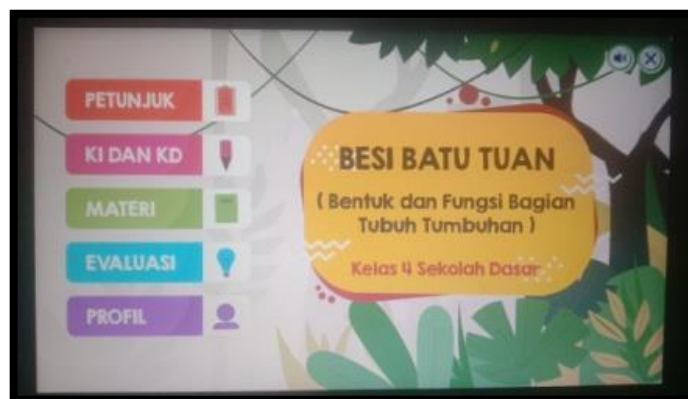 PETUNJUK
KI DAN KD
MATERI
EVALUASI
PROFIL
BESI BATU TUAN
( Bentuk dan Fungsi Bagian
Tubuh Tumbuhan )
Kelas 4 Sekolah Dasar